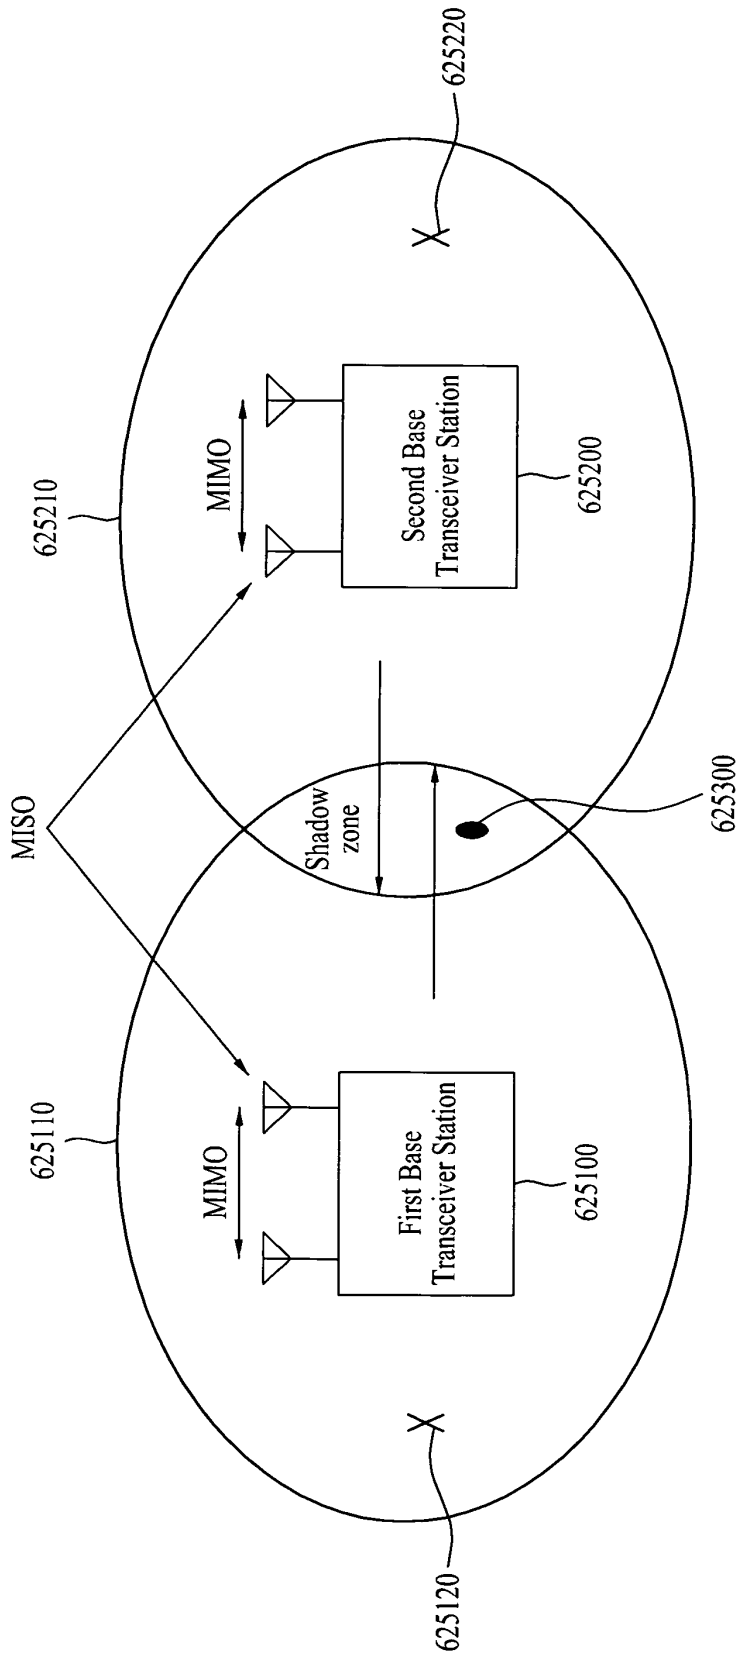 MISO
625110
625210
MIMO
MIMO
Shadow
zone
First Base
Transceiver Station
Second Base
Transceiver Station
625120
625100
625300
625200
625220